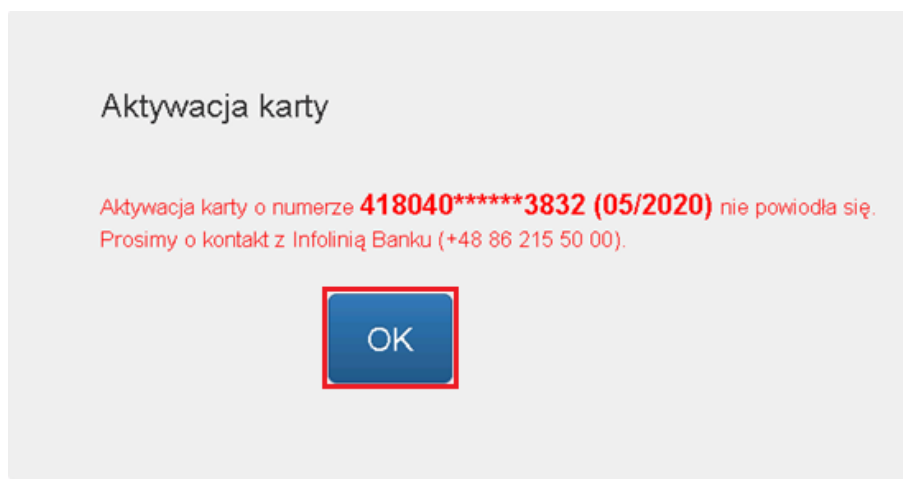 Aktywacja karty
Aktywacja karty o numerze 418040******3832 (05/2020) nie powiodła się.
Prosimy o kontakt z Infolinią Banku (+48 86 215 50 00).
OK